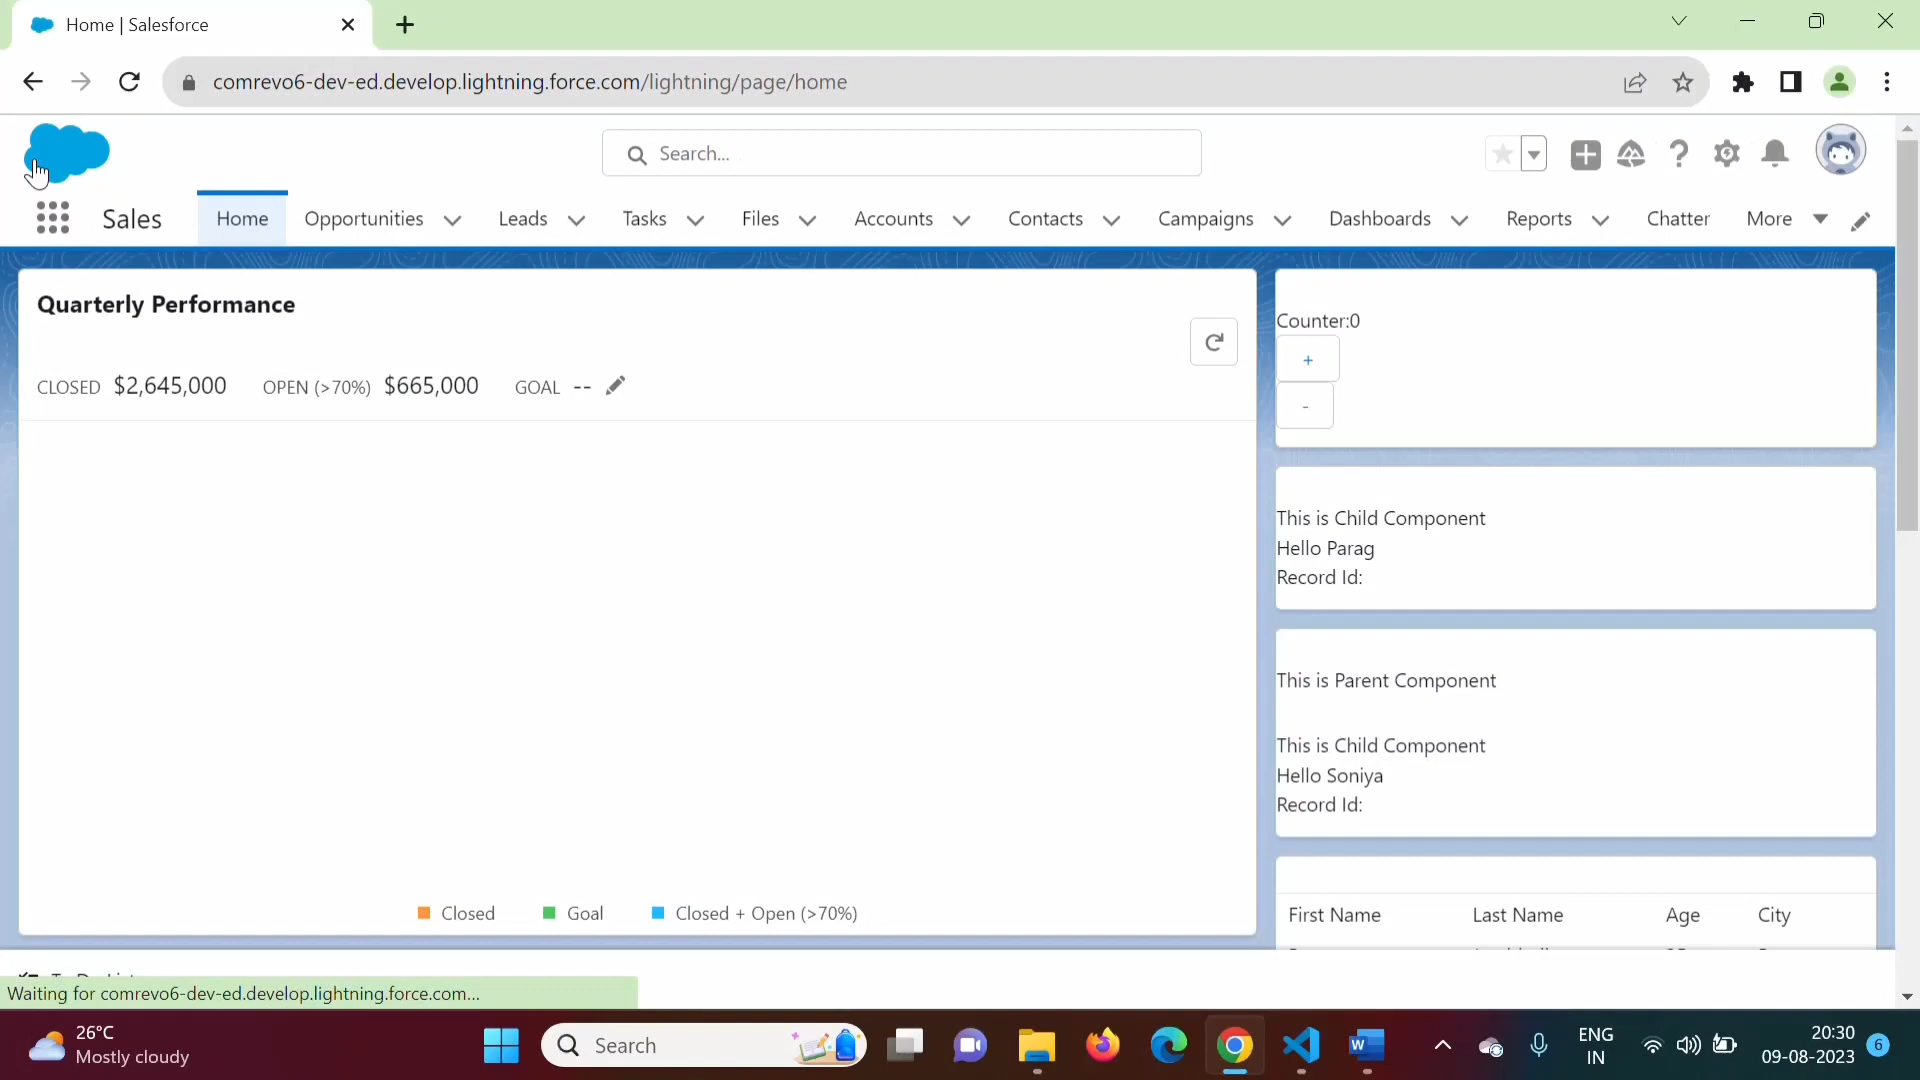 Home | Salesforce
comrevo6-dev-ed.develop.lightning.force.com/lightning/page/home
Search...
Sales
Home
Opportunities
Leads
Tasks
Files
Accounts
Contacts
Campaigns
Dashboards
Reports
Chatter
More
Quarterly Performance
CLOSED $2,645,000 OPEN (>70%) $665,000 GOAL --
Closed Goal Closed + Open (>70%)
Counter:0
+
-
This is Child Component
Hello Parag
Record Id:
This is Parent Component
This is Child Component
Hello Soniya
Record Id:
First Name Last Name Age City
Waiting for comrevo6-dev-ed.develop.lightning.force.com...
26°C
Mostly cloudy
Search
ENG
IN
20:30
09-08-2023
6